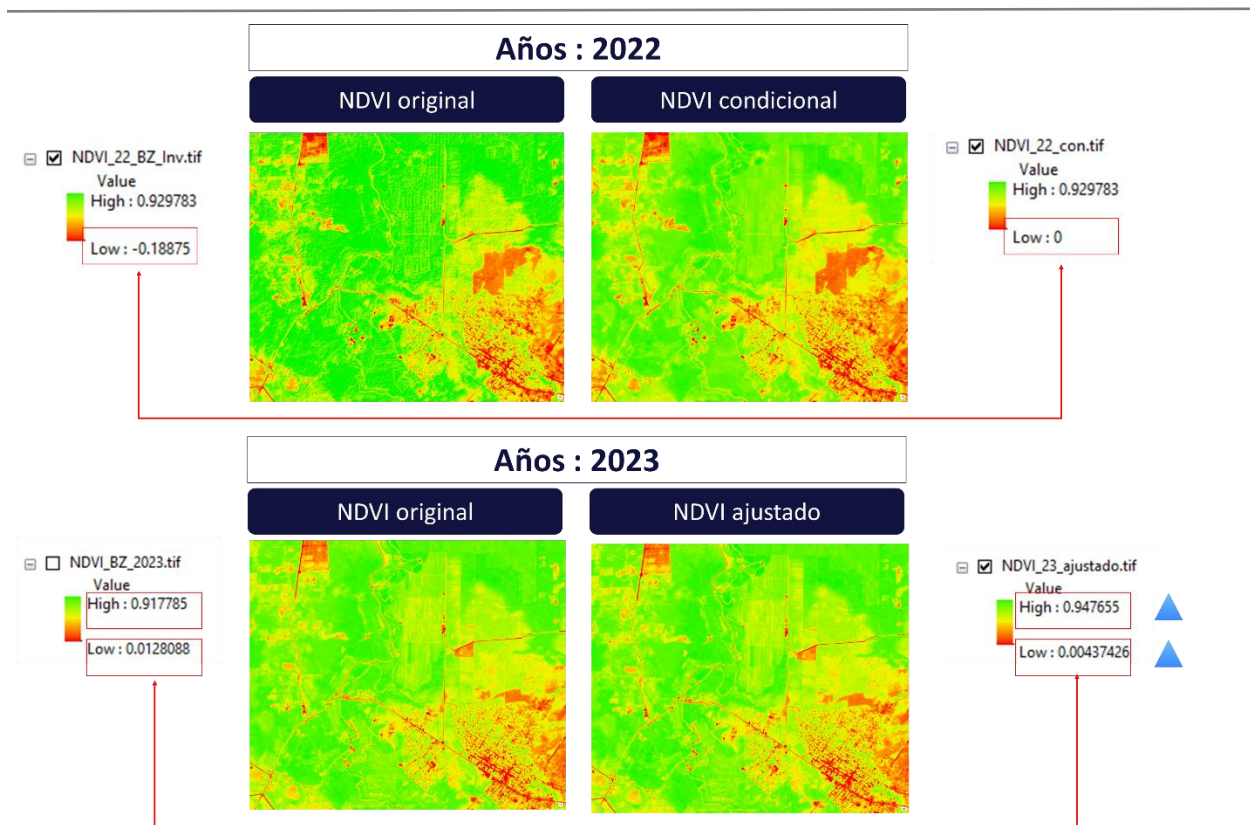 Años : 2022
NDVI original
NDVI condicional
NDVI_22_BZ_Inv.tif
Value
High : 0.929783
Low : -0.18875
NDVI_22_con.tif
Value
High : 0.929783
Low : 0
Años : 2023
NDVI original
NDVI ajustado
NDVI_BZ_2023.tif
Value
High : 0.917785
Low : 0.0128088
NDVI_23_ajustado.tif
Value
High : 0.947655
Low : 0.00437426